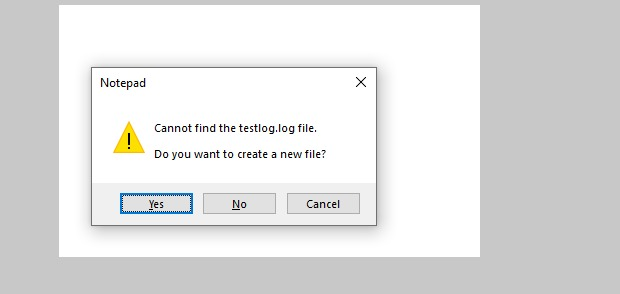 Notepad
Cannot find the testlog.log file.
Do you want to create a new file?
Yes No Cancel